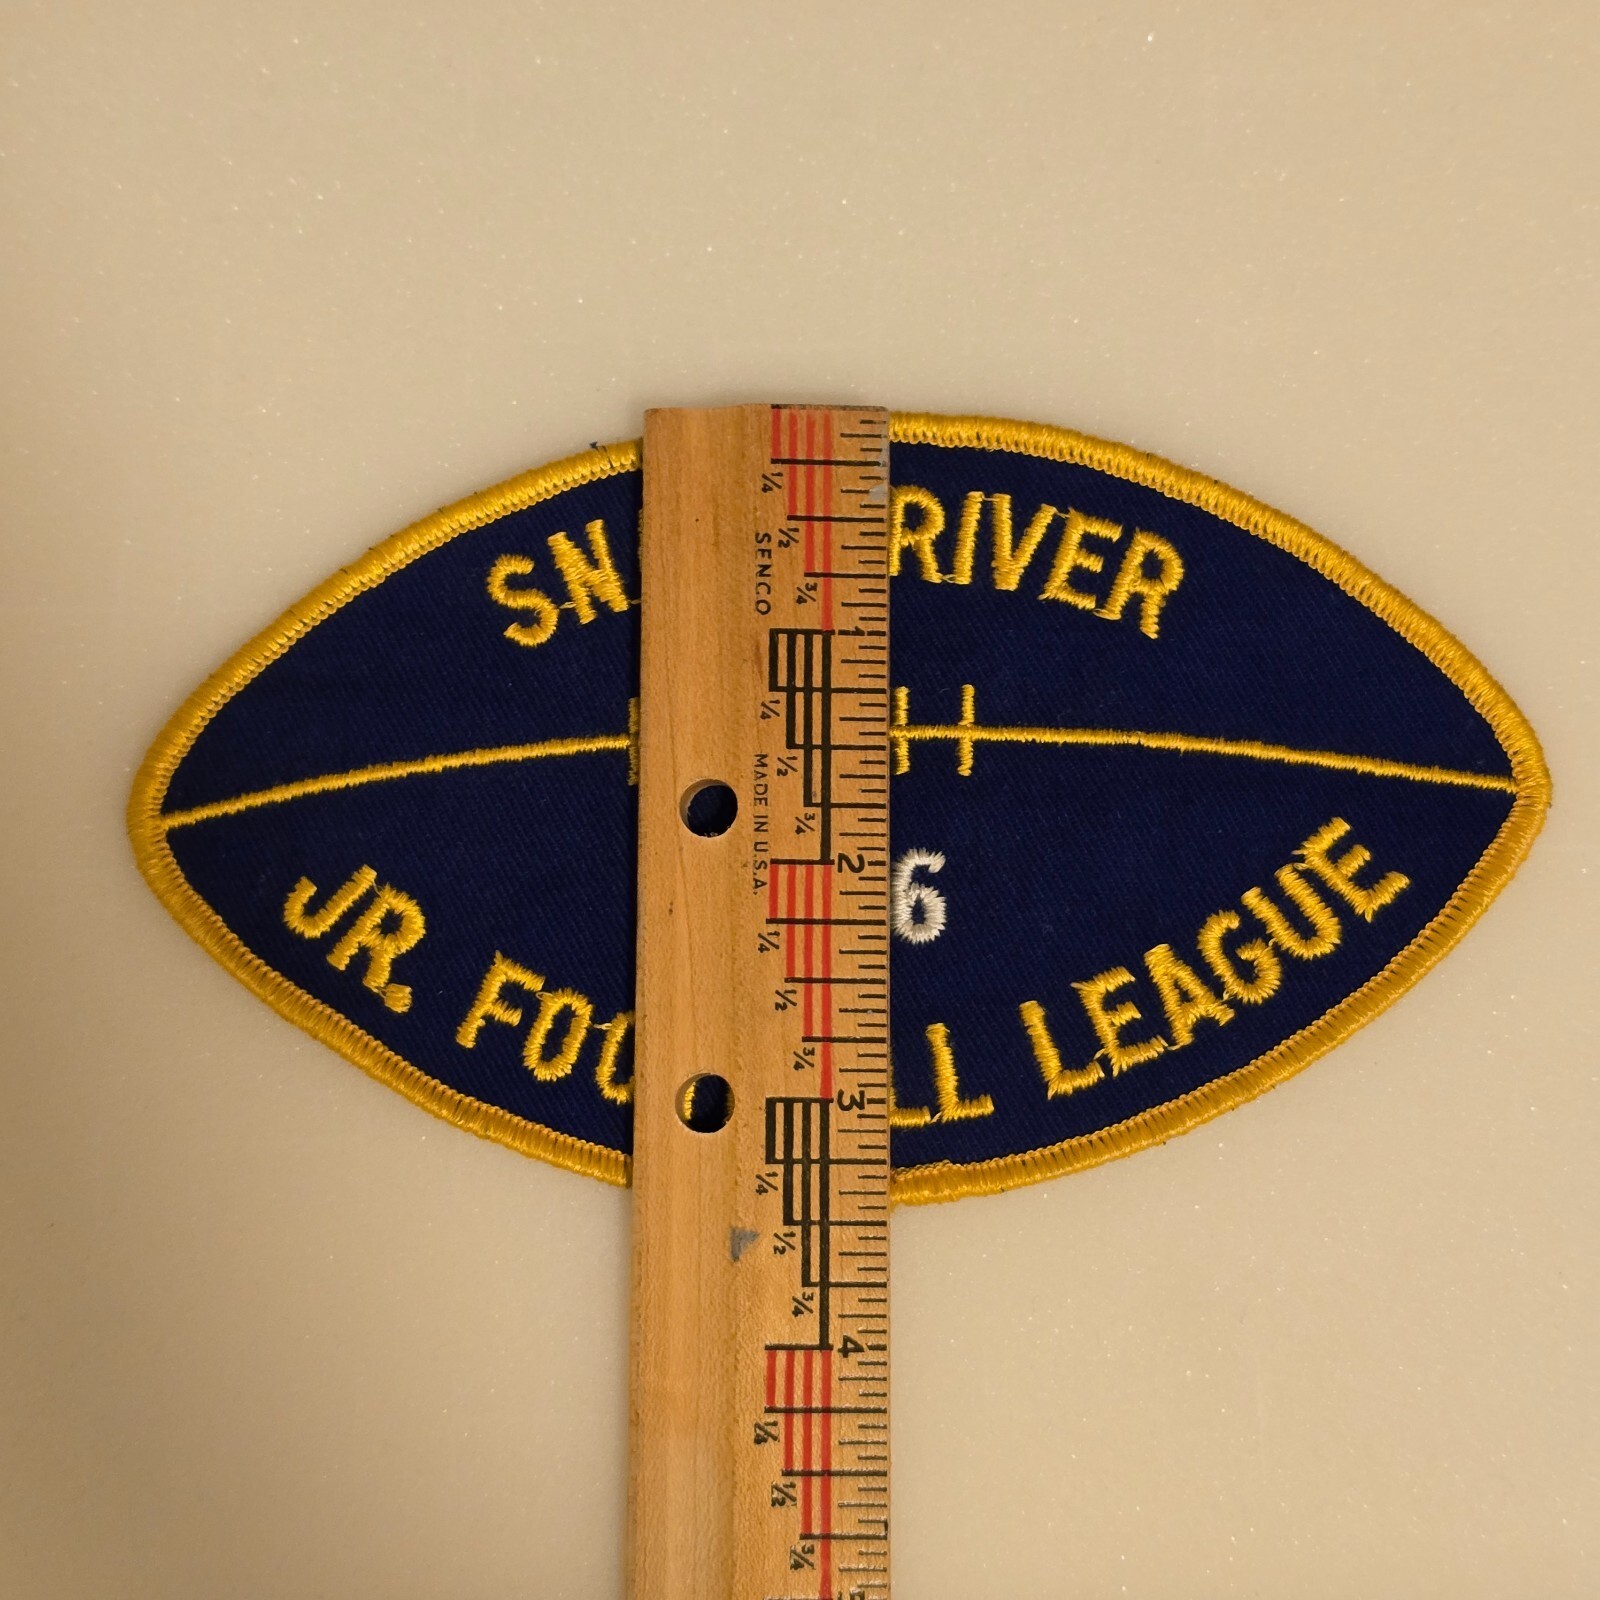 SN RIVER
6
JR. FOO LL LEAGUE
SENCO MADE IN U.S.A.
1/4 1/2 3/4 1
1/4 1/2 3/4 2
1/4 1/2 3/4 3
1/4 1/2 3/4 4
1/4 1/2 3/4